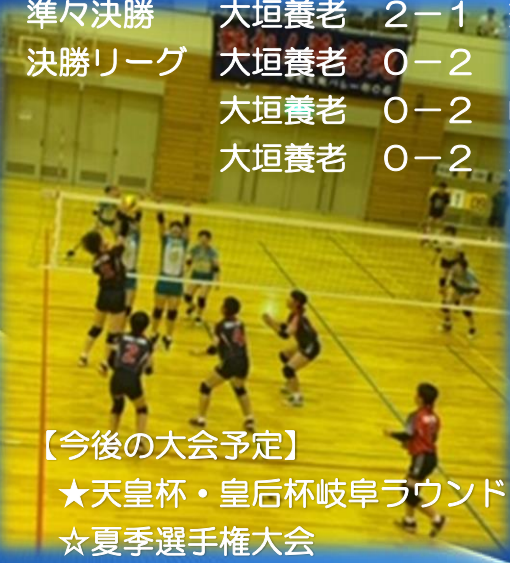 準々決勝　　大垣養老　２－１
決勝リーグ　大垣養老　０－２
大垣養老　０－２
大垣養老　０－２
【今後の大会予定】
★天皇杯・皇后杯岐阜ラウンド
☆夏季選手権大会
2
4
1